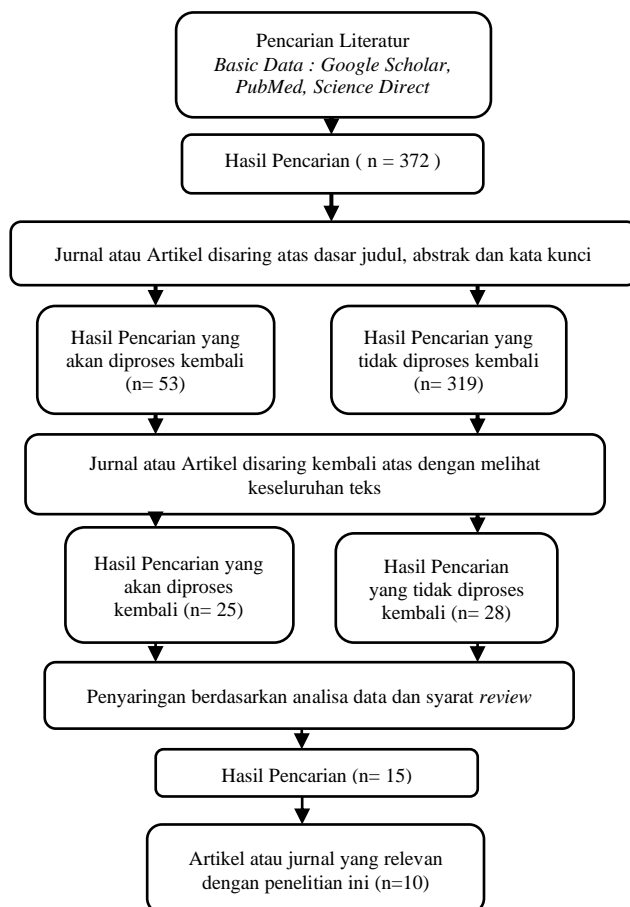 Pencarian Literatur
Basic Data : Google Scholar,
PubMed, Science Direct
Hasil Pencarian ( n = 372 )
Jurnal atau Artikel disaring atas dasar judul, abstrak dan kata kunci
Hasil Pencarian yang
akan diproses kembali
(n= 53)
Hasil Pencarian yang
tidak diproses kembali
(n= 319)
Jurnal atau Artikel disaring kembali atas dengan melihat
keseluruhan teks
Hasil Pencarian yang
akan diproses
kembali (n= 25)
Hasil Pencarian
yang tidak diproses
kembali (n= 28)
Penyaringan berdasarkan analisa data dan syarat review
Hasil Pencarian (n= 15)
Artikel atau jurnal yang relevan
dengan penelitian ini (n=10)